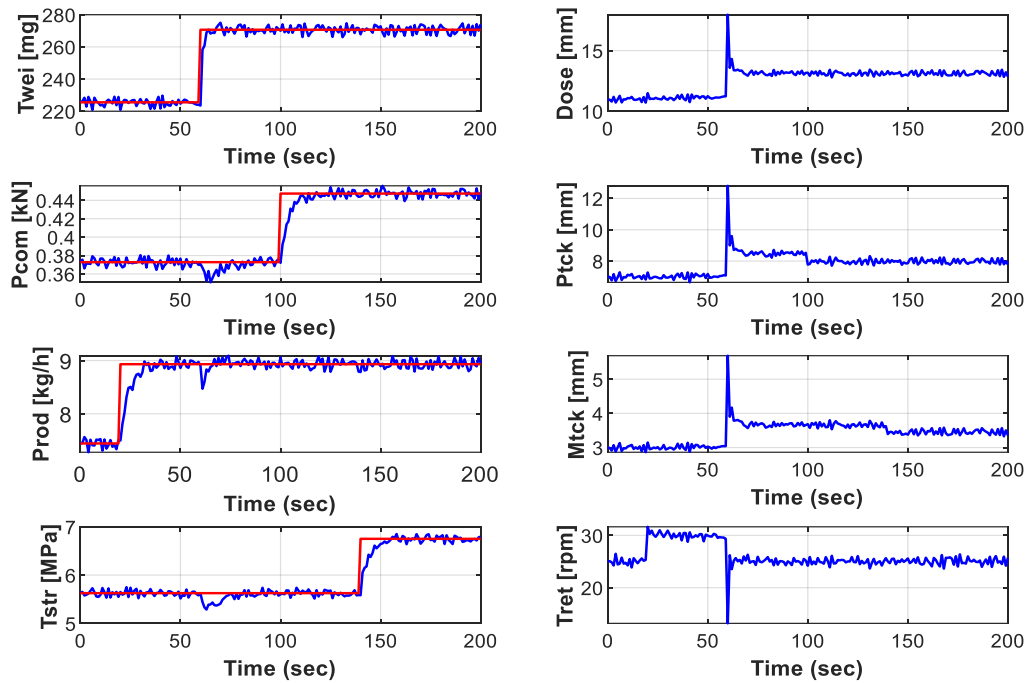 Twei [mg]
280
260
240
220
0 50 100 150 200
Time (sec)
Dose [mm]
15
10
0 50 100 150 200
Time (sec)
Pcom [kN]
0.44
0.42
0.4
0.38
0.36
0 50 100 150 200
Time (sec)
Ptck [mm]
12
10
8
0 50 100 150 200
Time (sec)
Prod [kg/h]
9
8
0 50 100 150 200
Time (sec)
Mtck [mm]
5
4
3
0 50 100 150 200
Time (sec)
Tstr [MPa]
7
6
5
0 50 100 150 200
Time (sec)
Tret [rpm]
30
20
0 50 100 150 200
Time (sec)